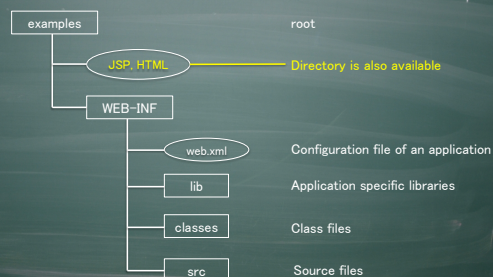 examples root
JSP, HTML Directory is also available
WEB-INF
web.xml Configuration file of an application
lib Application specific libraries
classes Class files
src Source files